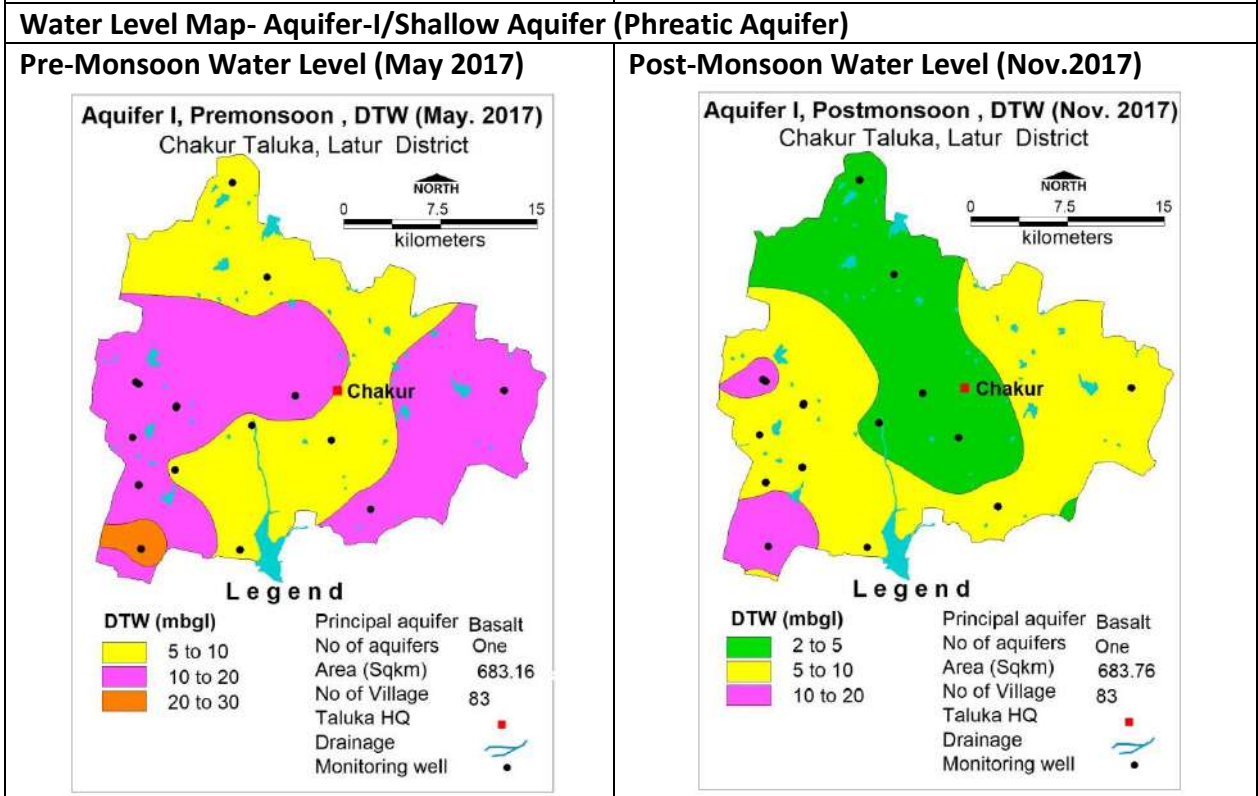 Water Level Map- Aquifer-I/Shallow Aquifer (Phreatic Aquifer)
Pre-Monsoon Water Level (May 2017)
Aquifer I, Premonsoon , DTW (May. 2017)
Chakur Taluka, Latur District
NORTH
0 7.5 15
kilometers
Chakur
Legend
DTW (mbgl)
5 to 10
10 to 20
20 to 30
Principal aquifer Basalt
No of aquifers One
Area (Sqkm) 683.16
No of Village 83
Taluka HQ
Drainage
Monitoring well
Post-Monsoon Water Level (Nov.2017)
Aquifer I, Postmonsoon , DTW (Nov. 2017)
Chakur Taluka, Latur District
NORTH
0 7.5 15
kilometers
Chakur
Legend
DTW (mbgl)
2 to 5
5 to 10
10 to 20
Principal aquifer Basalt
No of aquifers One
Area (Sqkm) 683.76
No of Village 83
Taluka HQ
Drainage
Monitoring well